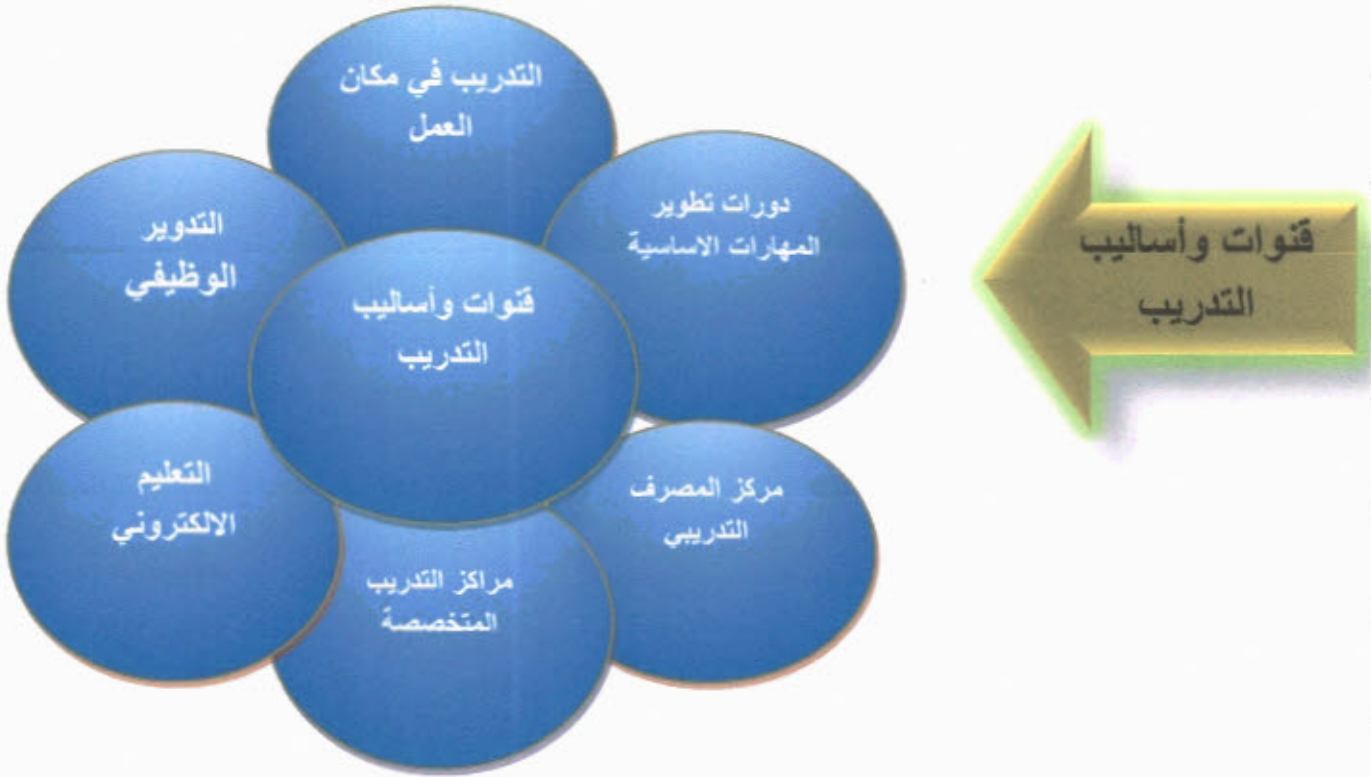 التدريب في مكان
العمل
دورات تطوير
المهارات الاساسية
التدوير
الوظيفي
قنوات وأساليب
التدريب
قنوات وأساليب
التدريب
مركز المصرف
التدريبي
التعليم
الالكتروني
مراكز التدريب
المتخصصة